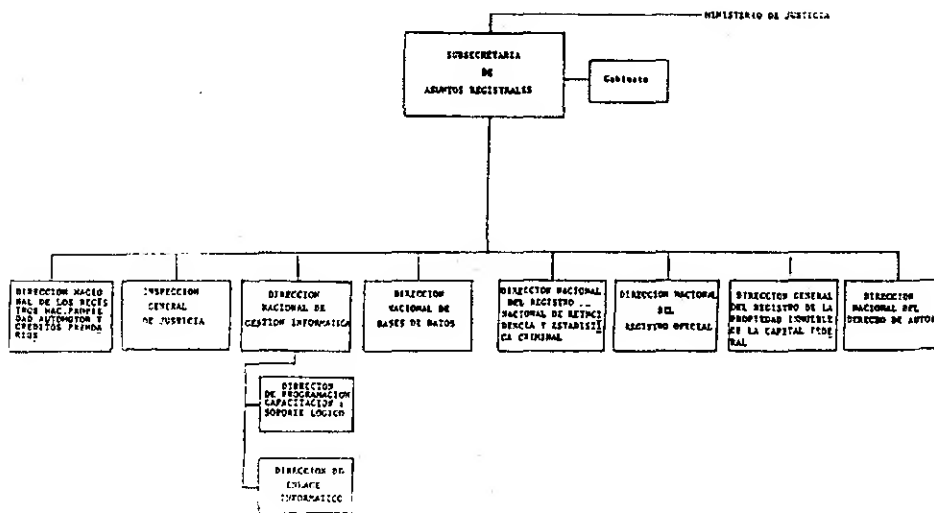 MINISTERIO DE JUSTICIA
SUBSECRETARIA
DE
ASUNTOS REGISTRALES
Gabinete
DIRECCION NACIO
NAL DE LOS REGIS
TROS NAC. PROPIE
DAD AUTOMOTOR Y
CREDITOS PRENDA
RIOS
INSPECCION
GENERAL
DE JUSTICIA
DIRECCION
NACIONAL DE
GESTION INFORMATICA
DIRECCION
NACIONAL DE
BASES DE DATOS
DIRECCION NACIONAL
DEL REGISTRO
NACIONAL DE REINCI
DENCIA Y ESTADISTI
CA CRIMINAL
DIRECCION NACIONAL
DEL
REGISTRO OFICIAL
DIRECCION GENERAL
DEL REGISTRO DE LA
PROPIEDAD INMUEBLE
DE LA CAPITAL FEDE
RAL
DIRECCION
NACIONAL DEL
DERECHO DE AUTOR
DIRECCION
DE PROGRAMACION
CAPACITACION Y
SOPORTE LOGICO
DIRECCION DE
ENLACE
INFORMATICO